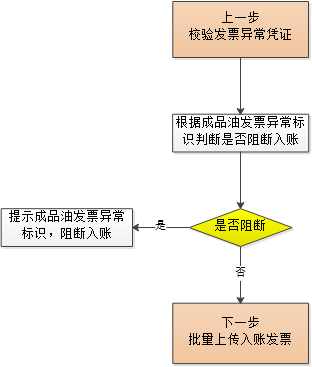 上一步
校验发票异常凭证
根据成品油发票异常标
识判断是否阻断入账
是否阻断
是
提示成品油发票异常
标识，阻断入账
否
下一步
批量上传入账发票